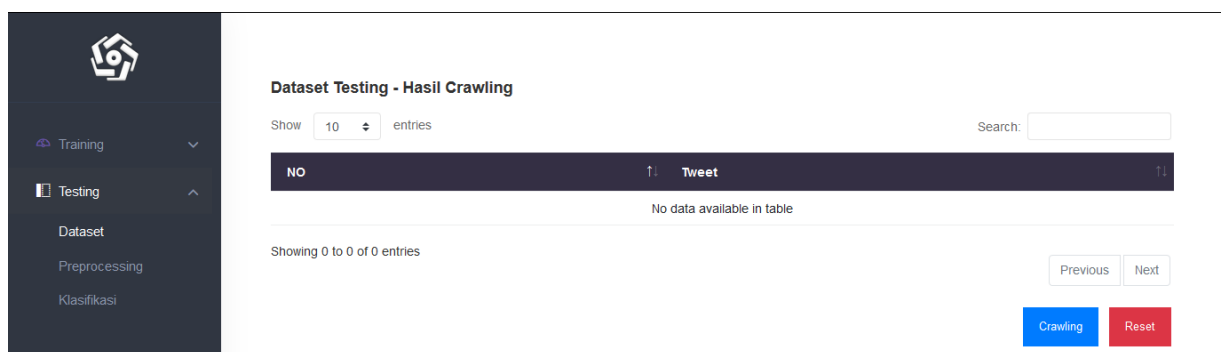 Dataset Testing - Hasil Crawling
Show 10 entries
Search:
Training
NO Tweet
Testing
No data available in table
Dataset
Showing 0 to 0 of 0 entries
Preprocessing
Previous Next
Klasifikasi
Crawling Reset